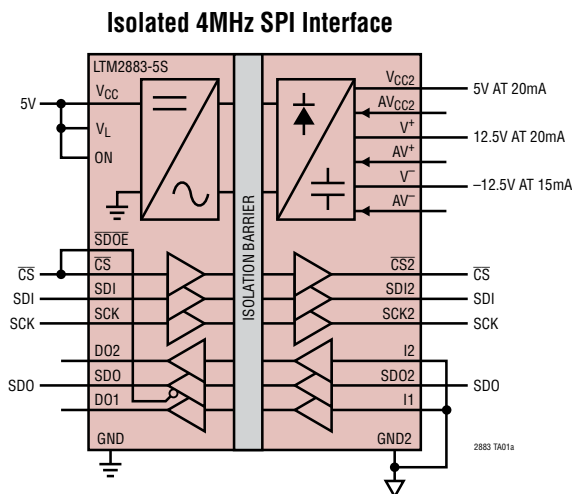 Isolated 4MHz SPI Interface
LTM2883-5S
5V
VCC
VL
ON
VCC2
5V AT 20mA
AVCC2
V+
12.5V AT 20mA
AV+
V–
–12.5V AT 15mA
AV–
ISOLATION BARRIER
SDOE
CS
CS
CS2
CS
SDI
SDI
SDI2
SDI
SCK
SCK
SCK2
SCK
DO2
I2
SDO
SDO
SDO2
SDO
DO1
I1
GND
GND2
2883 TA01a